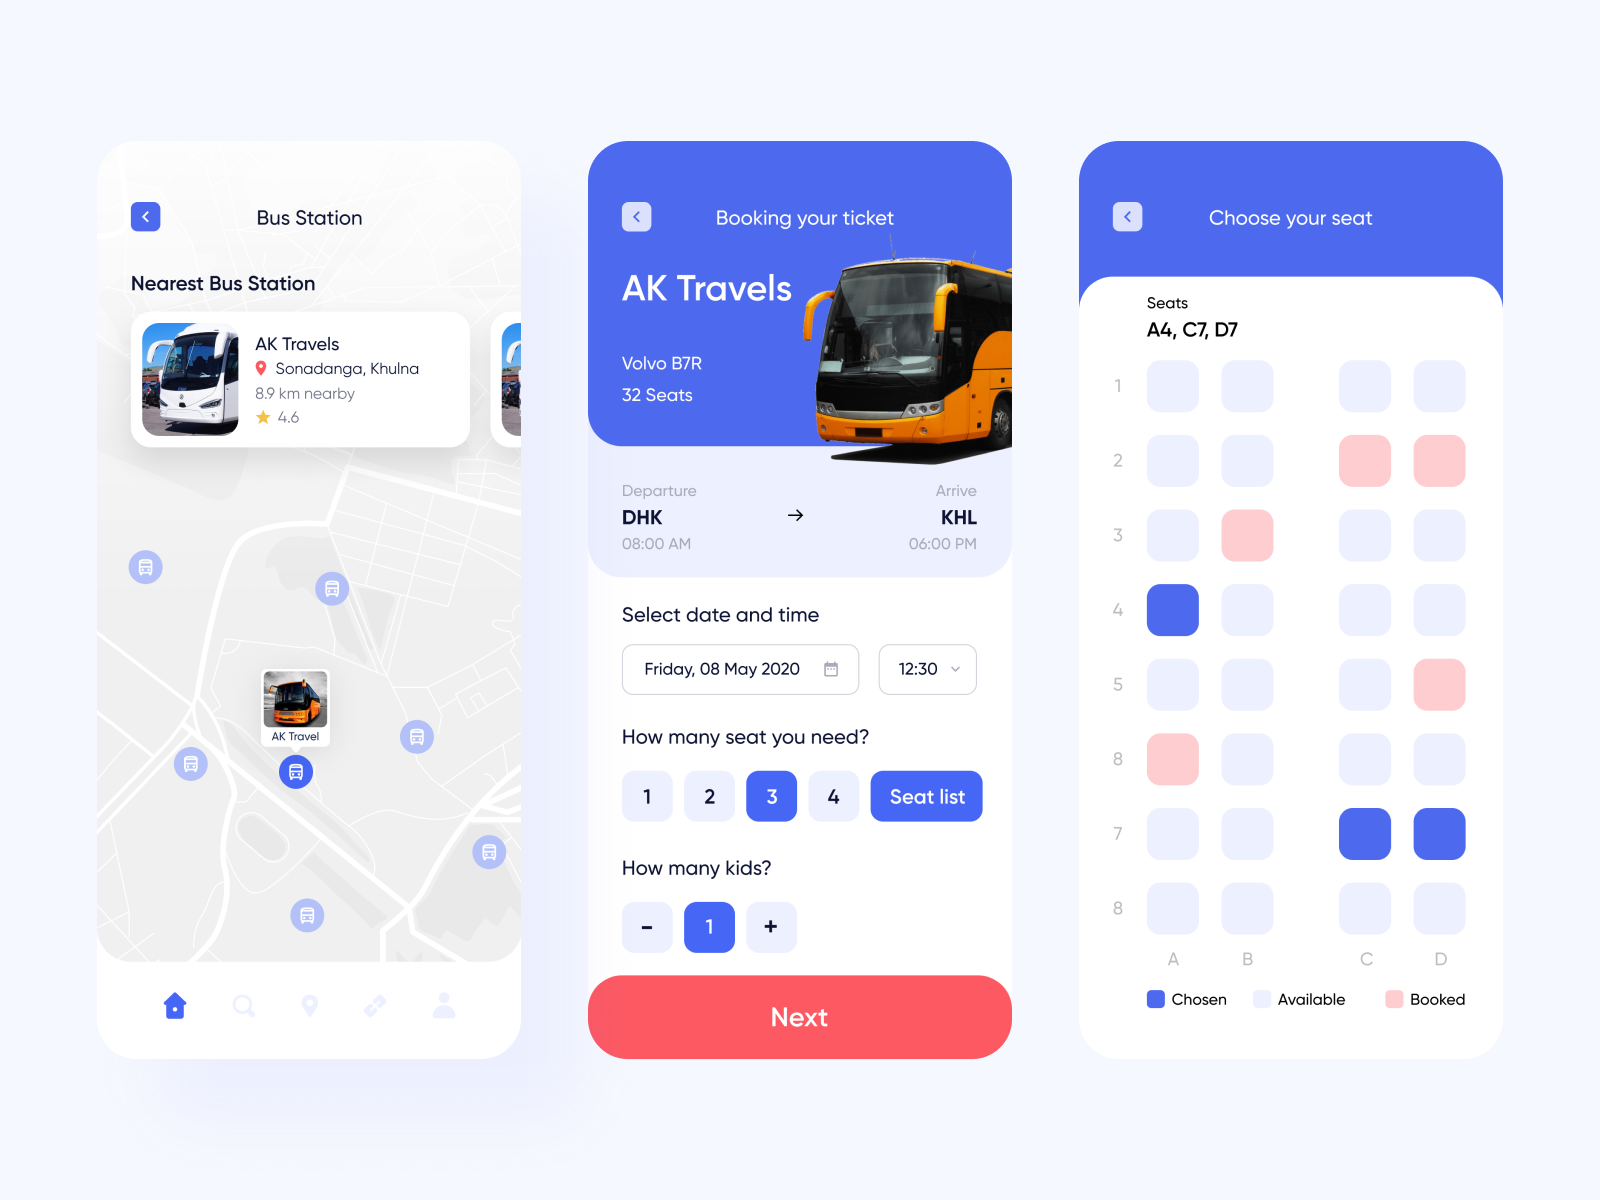 Bus Station
Nearest Bus Station
AK Travels
Sonadanga, Khulna
8.9 km nearby
4.6
AK Travel
Booking your ticket
AK Travels
Volvo B7R
32 Seats
Departure
Arrive
DHK
KHL
08:00 AM
06:00 PM
Select date and time
Friday, 08 May 2020
12:30
How many seat you need?
1 2 3 4 Seat list
How many kids?
- 1 +
Next
Choose your seat
Seats
A4, C7, D7
1
2
3
4
5
8
7
8
A B C D
Chosen Available Booked